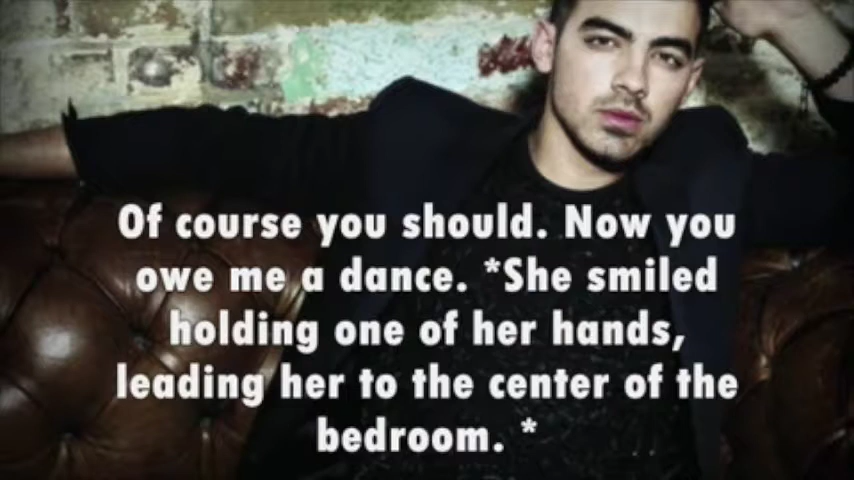 Of course you should. Now you
owe me a dance. *She smiled
holding one of her hands,
leading her to the center of the
bedroom. *